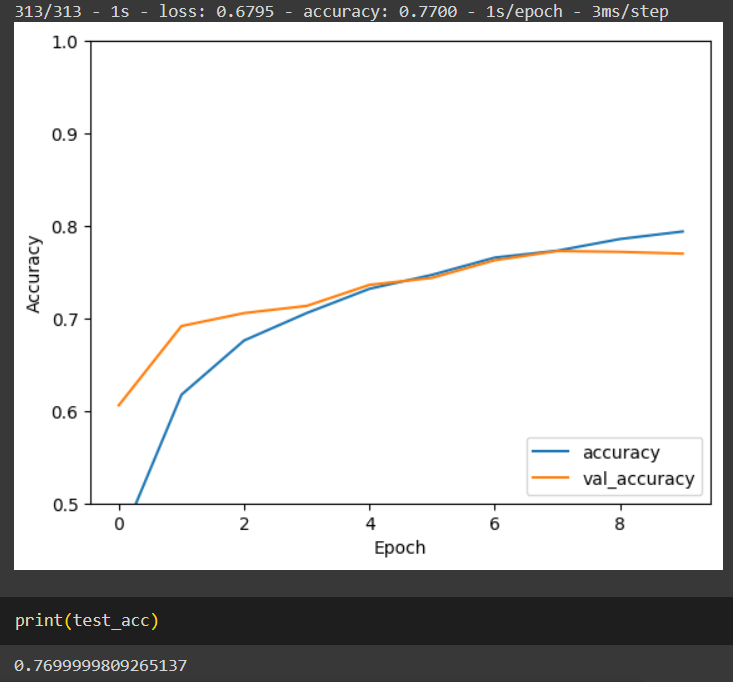 313/313 - 1s - loss: 0.6795 - accuracy: 0.7700 - 1s/epoch - 3ms/step
1.0
0.9
0.8
0.7
0.6
0.5
Accuracy
0 2 4 6 8
Epoch
accuracy
val_accuracy
print(test_acc)
0.7699999809265137